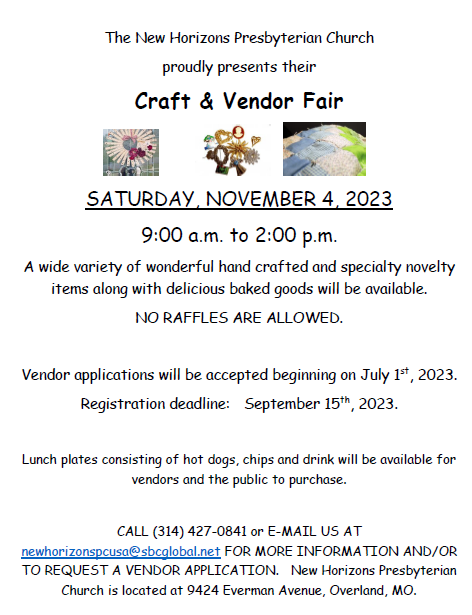 The New Horizons Presbyterian Church
proudly presents their
Craft & Vendor Fair
SATURDAY, NOVEMBER 4, 2023
9:00 a.m. to 2:00 p.m.
A wide variety of wonderful hand crafted and specialty novelty
items along with delicious baked goods will be available.
NO RAFFLES ARE ALLOWED.
Vendor applications will be accepted beginning on July 1st, 2023.
Registration deadline: September 15th, 2023.
Lunch plates consisting of hot dogs, chips and drink will be available for
vendors and the public to purchase.
CALL (314) 427-0841 or E-MAIL US AT
newhorizonspcusa@sbcglobal.net FOR MORE INFORMATION AND/OR
TO REQUEST A VENDOR APPLICATION. New Horizons Presbyterian
Church is located at 9424 Everman Avenue, Overland, MO.